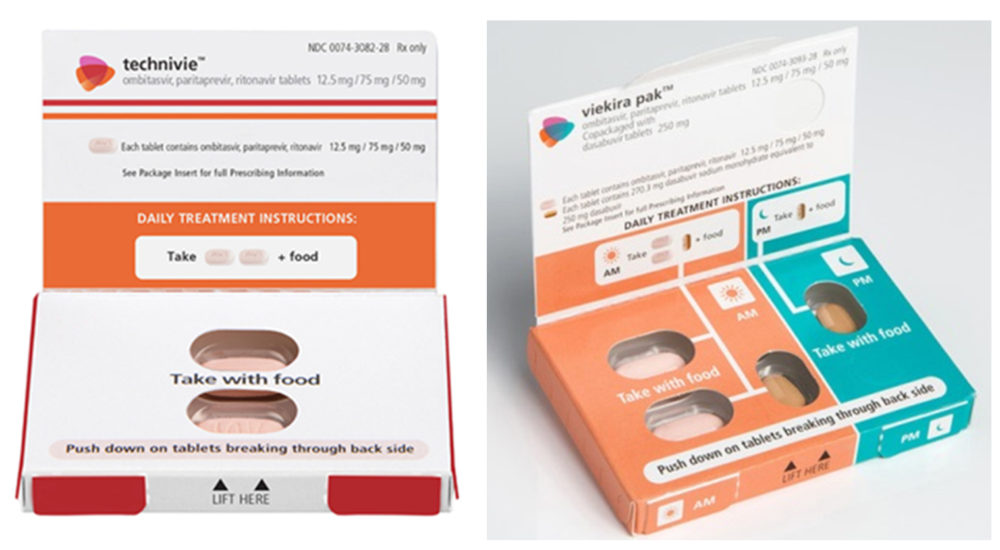 NDC 0074-3082-28 Rx only
technivie™
ombitasvir, paritaprevir, ritonavir tablets 12.5 mg / 75 mg / 50 mg
Each tablet contains ombitasvir, paritaprevir, ritonavir 12.5 mg / 75 mg / 50 mg
See Package Insert for full Prescribing Information
DAILY TREATMENT INSTRUCTIONS:
Take + food
Take with food
Push down on tablets breaking through back side
LIFT HERE
NDC 0074-3093-28 Rx only
viekira pak™
ombitasvir, paritaprevir, ritonavir tablets 12.5 mg / 75 mg / 50 mg
Copackaged with
dasabuvir tablets 250 mg
Each tablet contains ombitasvir, paritaprevir, ritonavir 12.5 mg / 75 mg / 50 mg
Each tablet contains 270.3 mg dasabuvir sodium monohydrate equivalent to
250 mg dasabuvir
See Package Insert for full Prescribing Information
DAILY TREATMENT INSTRUCTIONS:
AM Take + food
PM Take + food
AM
PM
Take with food
Take with food
Push down on tablets breaking through back side
AM
LIFT HERE
PM